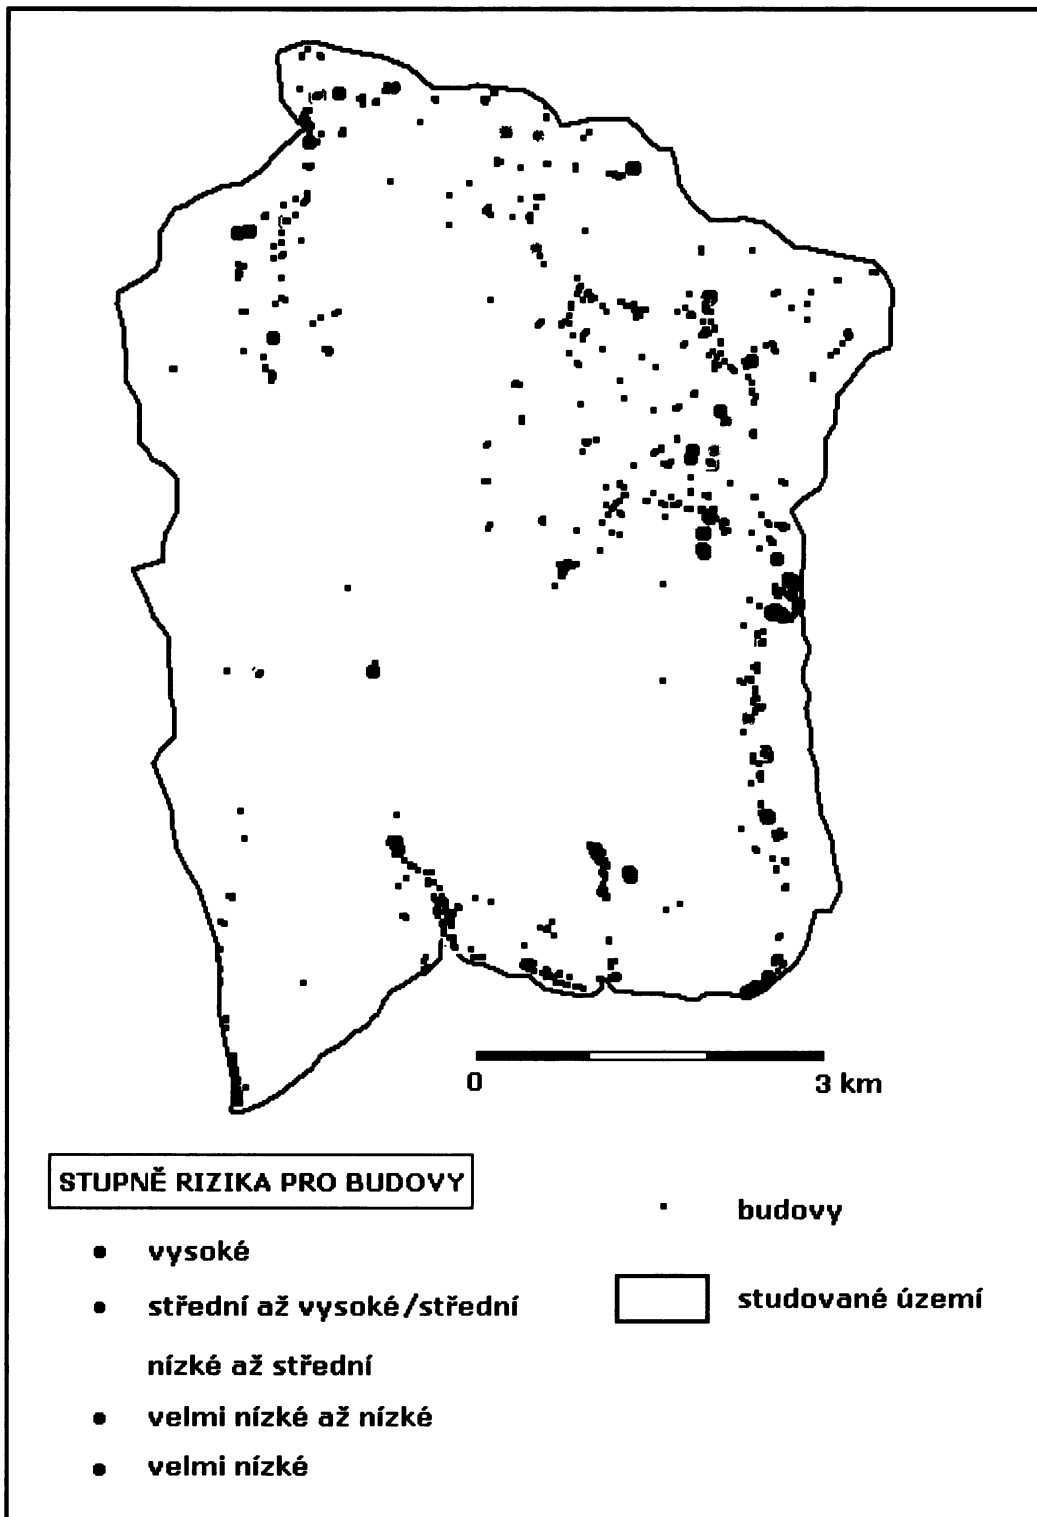 0
3 km
STUPNĚ RIZIKA PRO BUDOVY
vysoké
střední až vysoké/střední
nízké až střední
velmi nízké až nízké
velmi nízké
budovy
studované území